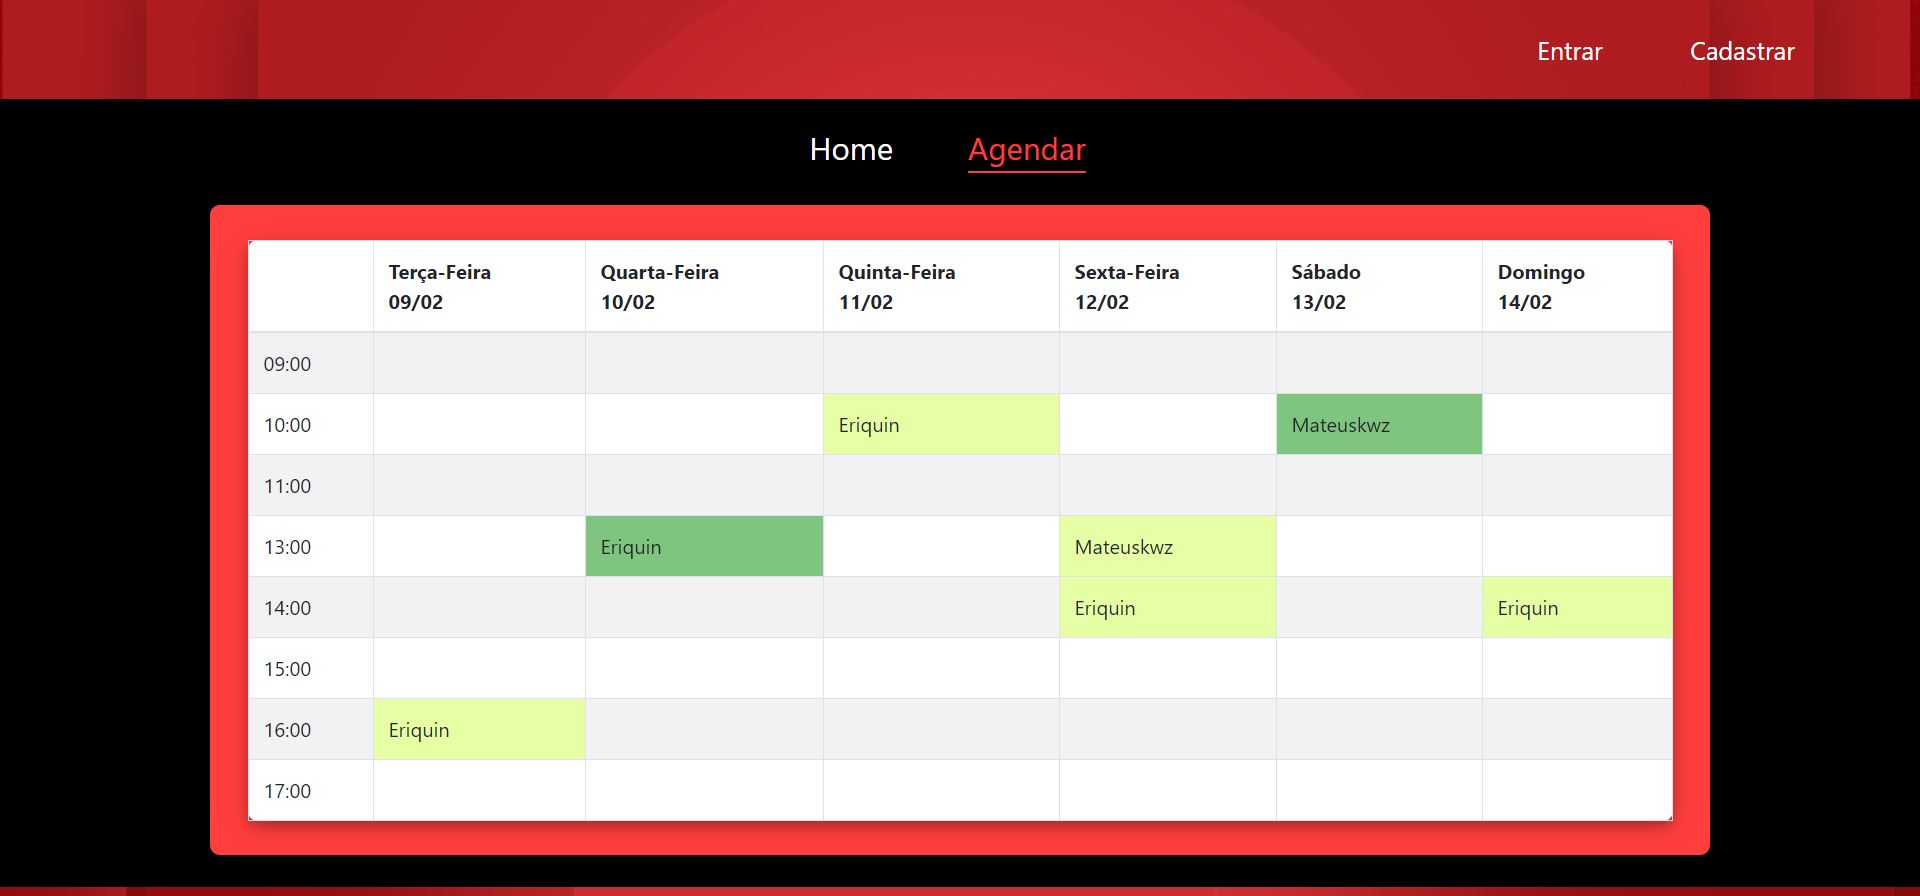 Entrar Cadastrar
Home Agendar
Terça-Feira Quarta-Feira Quinta-Feira Sexta-Feira Sábado Domingo
09/02 10/02 11/02 12/02 13/02 14/02
09:00
10:00 Eriquin Mateuskwz
11:00
13:00 Eriquin Mateuskwz
14:00 Eriquin Eriquin
15:00
16:00 Eriquin
17:00